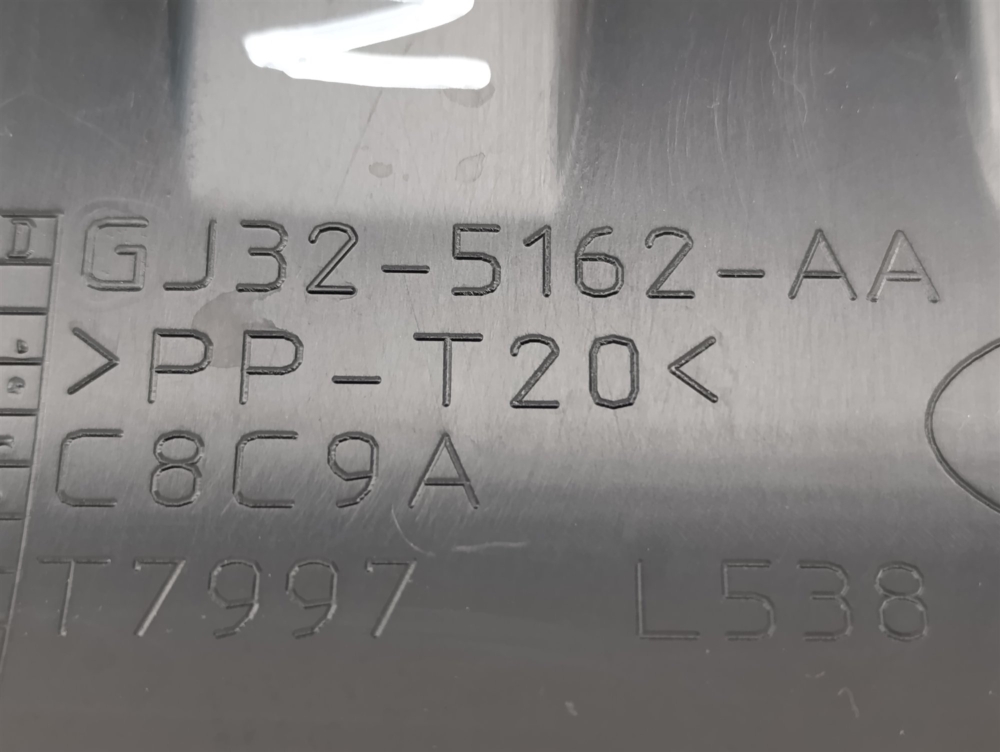 GJ32-5162-AA
>PP-T20<
C8C9A
T7997 L538